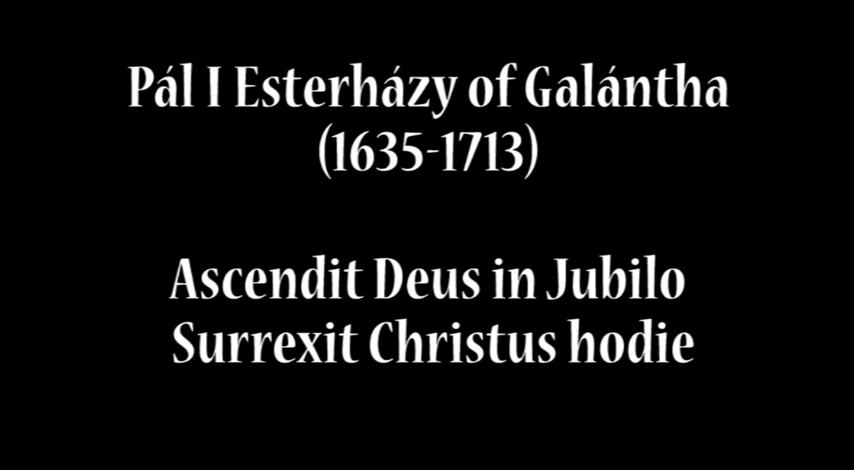 Pál I Esterházy of Galántha
(1635-1713)
Ascendit Deus in Jubilo
Surrexit Christus hodie